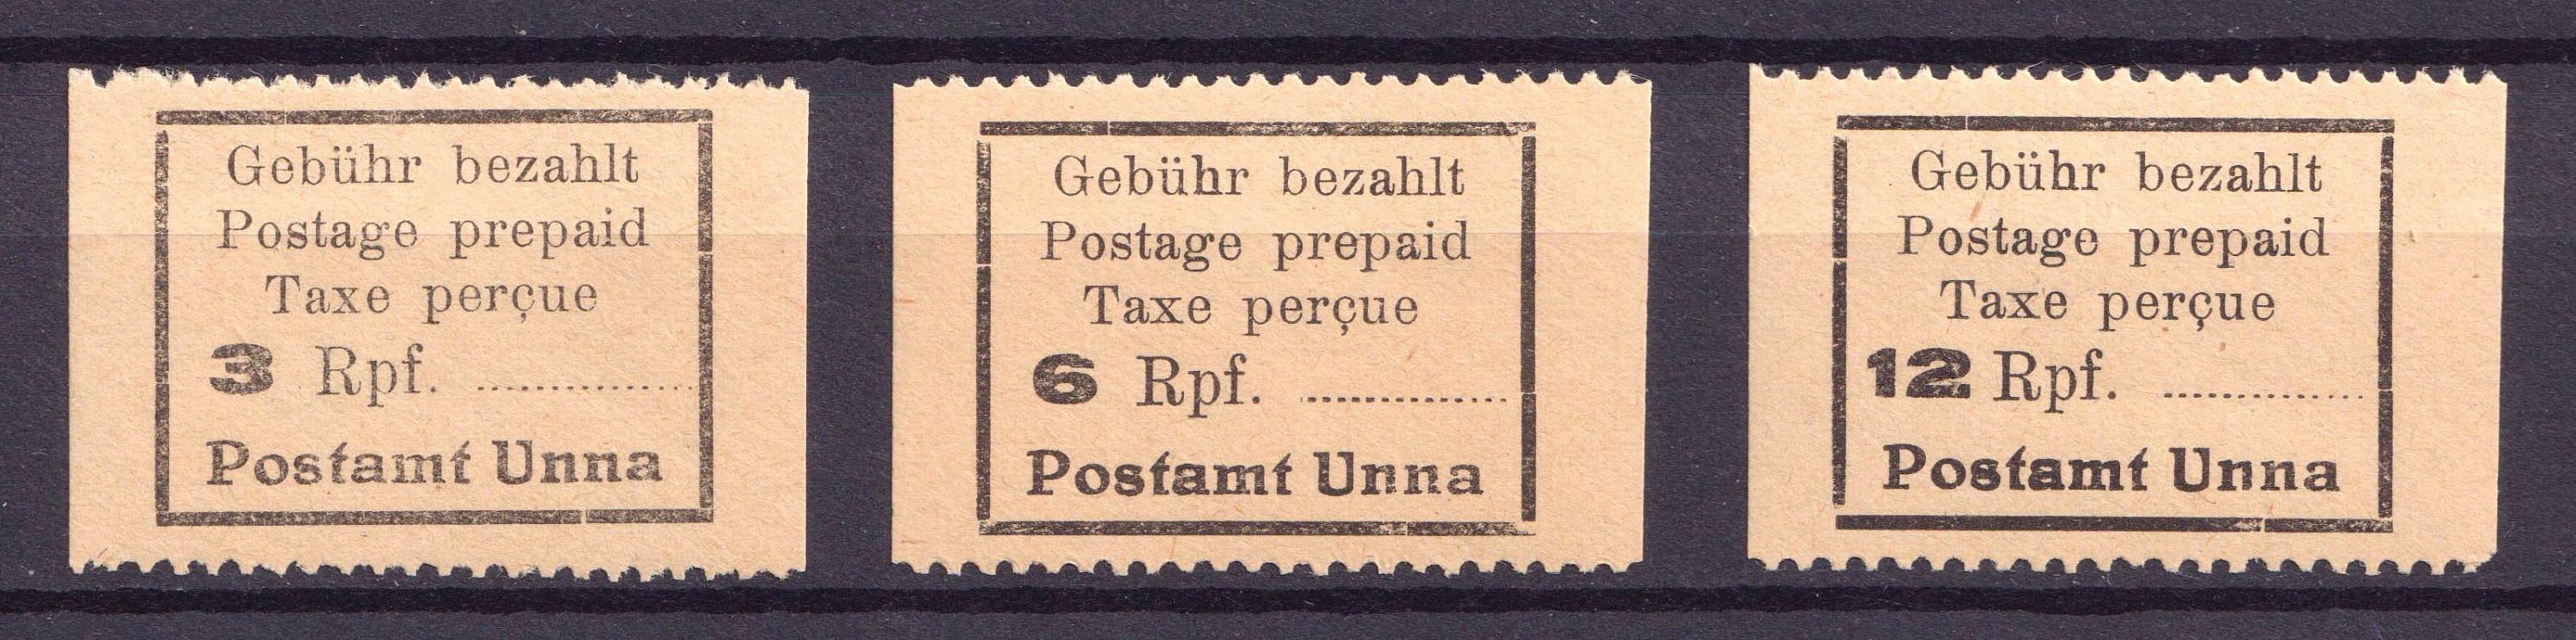 Gebühr bezahlt
Postage prepaid
Taxe perçue
3 Rpf. ....................
Postamt Unna
Gebühr bezahlt
Postage prepaid
Taxe perçue
6 Rpf. ....................
Postamt Unna
Gebühr bezahlt
Postage prepaid
Taxe perçue
12 Rpf. ....................
Postamt Unna